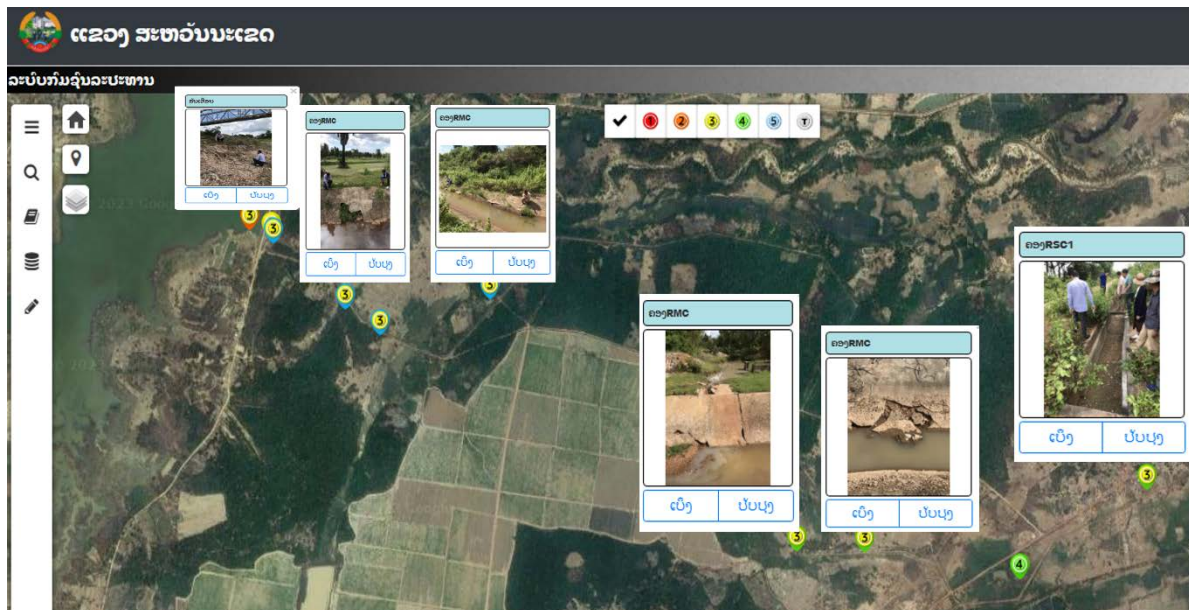 ແຂວງ ສະຫວັນນະເຂດ
ລະບົບກົມຊົນລະປະທານ
ຄອງRMC
ຄອງRMC
1 2 3 4 5 T
ເບິ່ງ ປັບປຸງ
ເບິ່ງ ປັບປຸງ
ເບິ່ງ ປັບປຸງ
3
3
3
3
3
ຄອງRSC1
ເບິ່ງ ປັບປຸງ
ຄອງRMC
ເບິ່ງ ປັບປຸງ
ຄອງRMC
ເບິ່ງ ປັບປຸງ
3
3
3
4